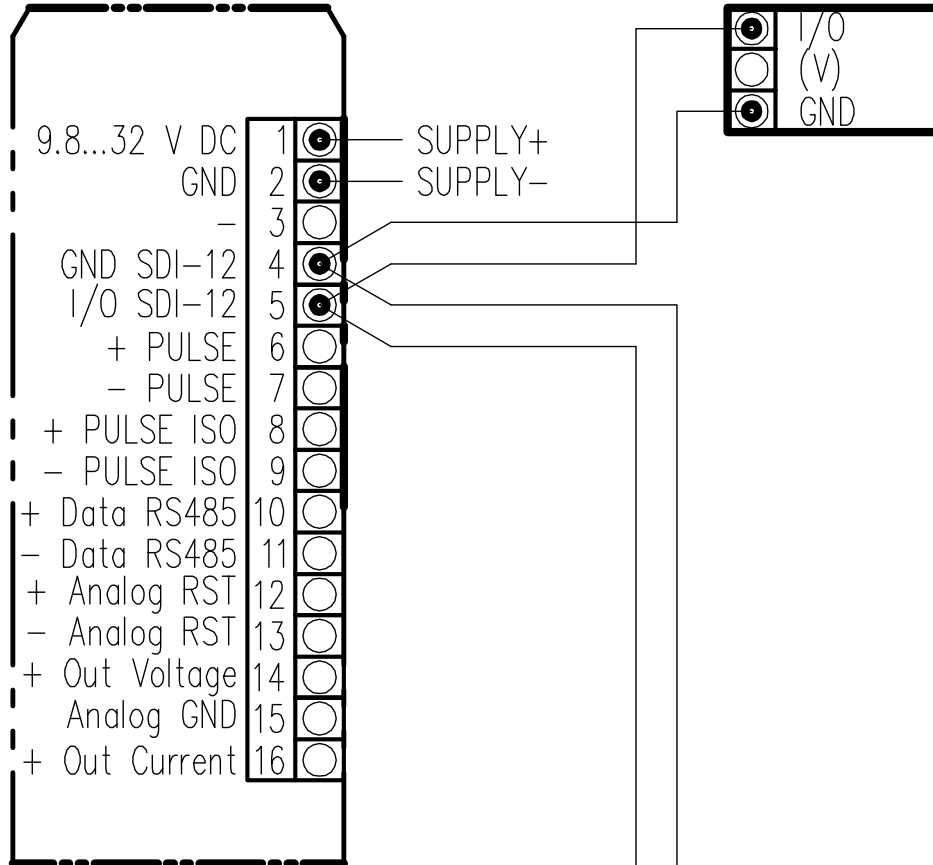 I/O
(V)
GND
9.8...32 V DC 1 SUPPLY+
GND 2 SUPPLY-
- 3
GND SDI-12 4
I/O SDI-12 5
+ PULSE 6
- PULSE 7
+ PULSE ISO 8
- PULSE ISO 9
+ Data RS485 10
- Data RS485 11
+ Analog RST 12
- Analog RST 13
+ Out Voltage 14
Analog GND 15
+ Out Current 16